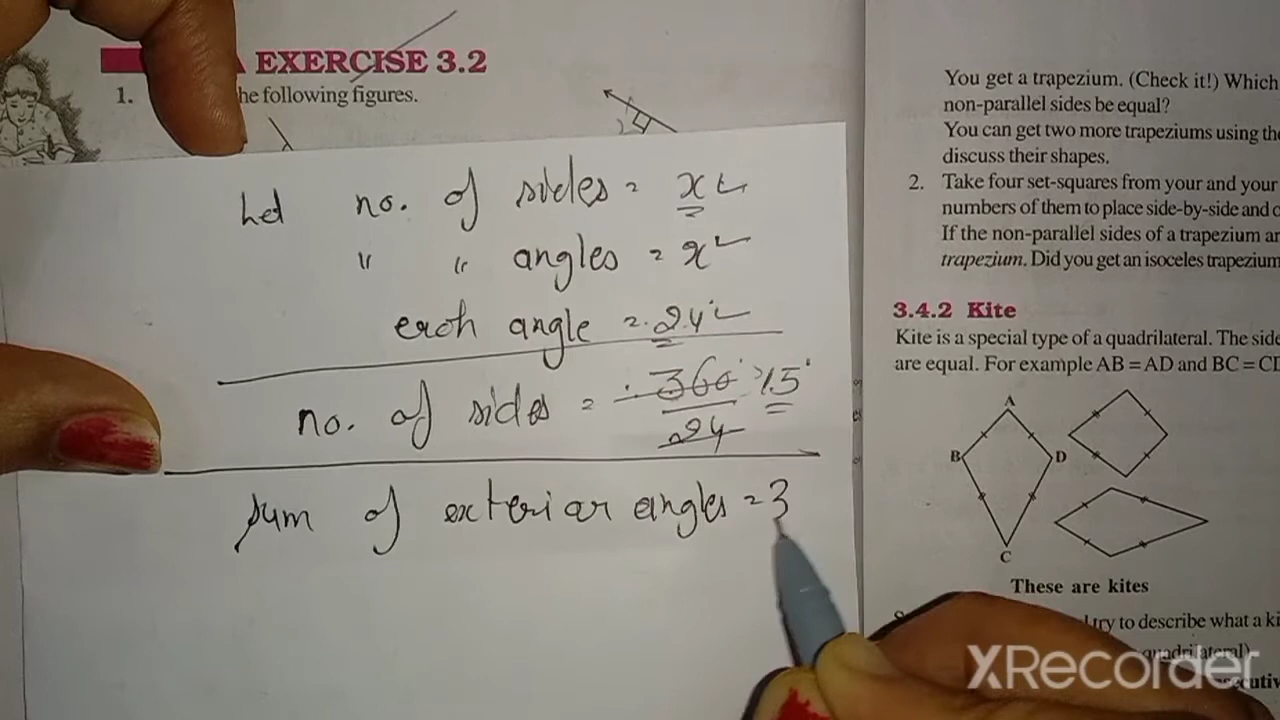 EXERCISE 3.2
1. he following figures.
Let no. of sides = x
" " angles = x
each angle = 24°
no. of sides = 360° 15°
24
sum of exterior angles = 3
You get a trapezium. (Check it!) Which
non-parallel sides be equal?
You can get two more trapeziums using the
discuss their shapes.
2. Take four set-squares from your and your
numbers of them to place side-by-side and
If the non-parallel sides of a trapezium
trapezium. Did you get an isoceles trapezium
3.4.2 Kite
Kite is a special type of a quadrilateral. The
are equal. For example AB = AD and BC =
A
B D
C
These are kites
try to describe what a
quadrilateral)
XRecorder